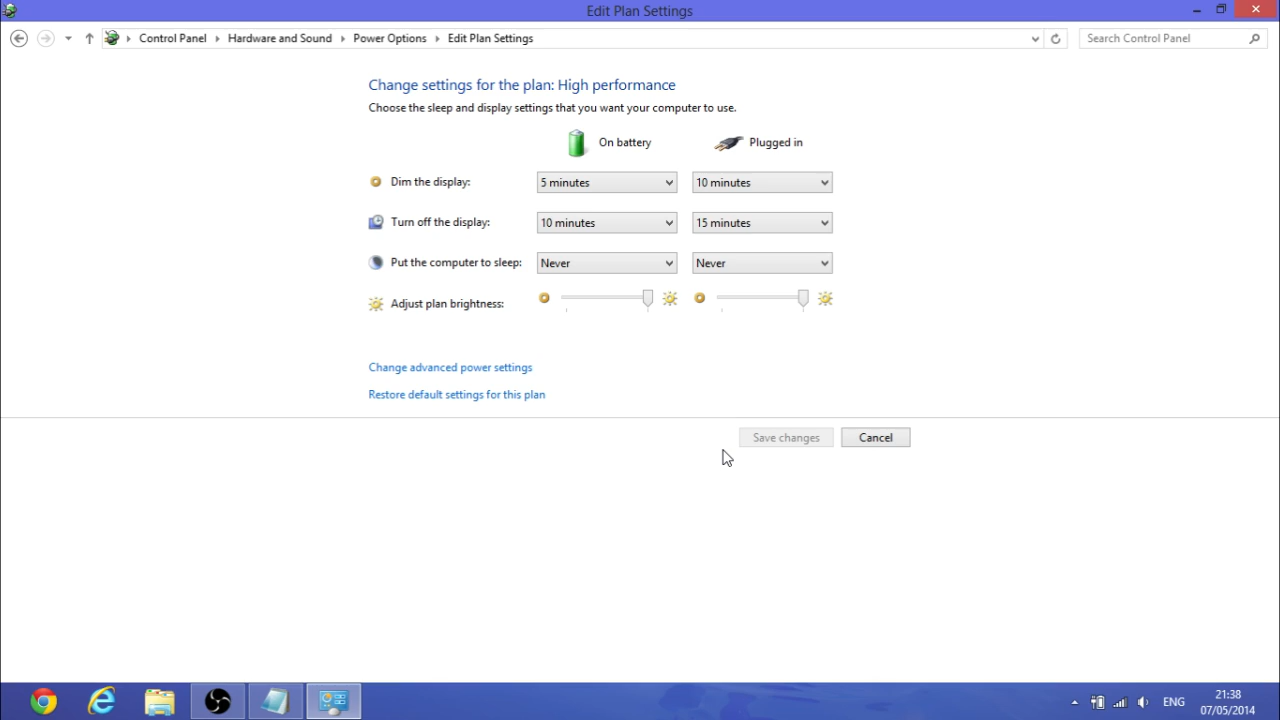 Edit Plan Settings
Control Panel Hardware and Sound Power Options Edit Plan Settings Search Control Panel
Change settings for the plan: High performance
Choose the sleep and display settings that you want your computer to use.
On battery Plugged in
Dim the display: 5 minutes 10 minutes
Turn off the display: 10 minutes 15 minutes
Put the computer to sleep: Never Never
Adjust plan brightness:
Change advanced power settings
Restore default settings for this plan
Save changes Cancel
ENG 21:38
07/05/2014